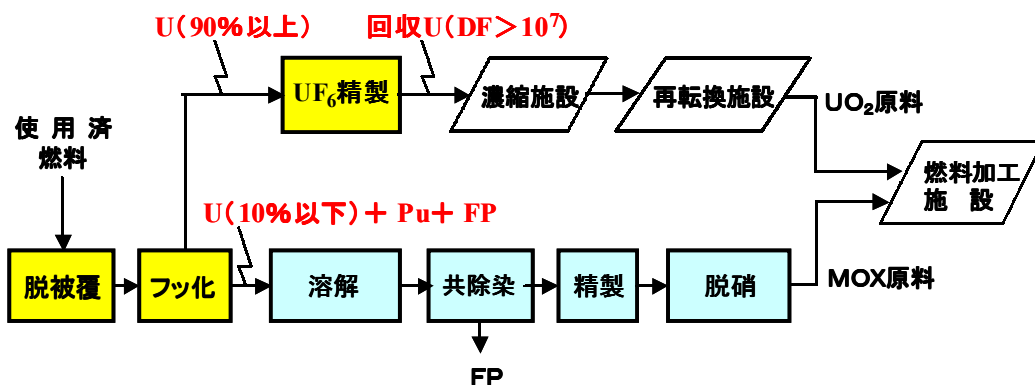 U(90%以上)
回収U(DF>10⁷)
UF₆精製
濃縮施設
再転換施設
UO₂原料
使 用 済
燃料
燃料加工
施 設
U(10%以下)+ Pu+ FP
脱被覆
フッ化
溶解
共除染
精製
脱硝
MOX原料
FP